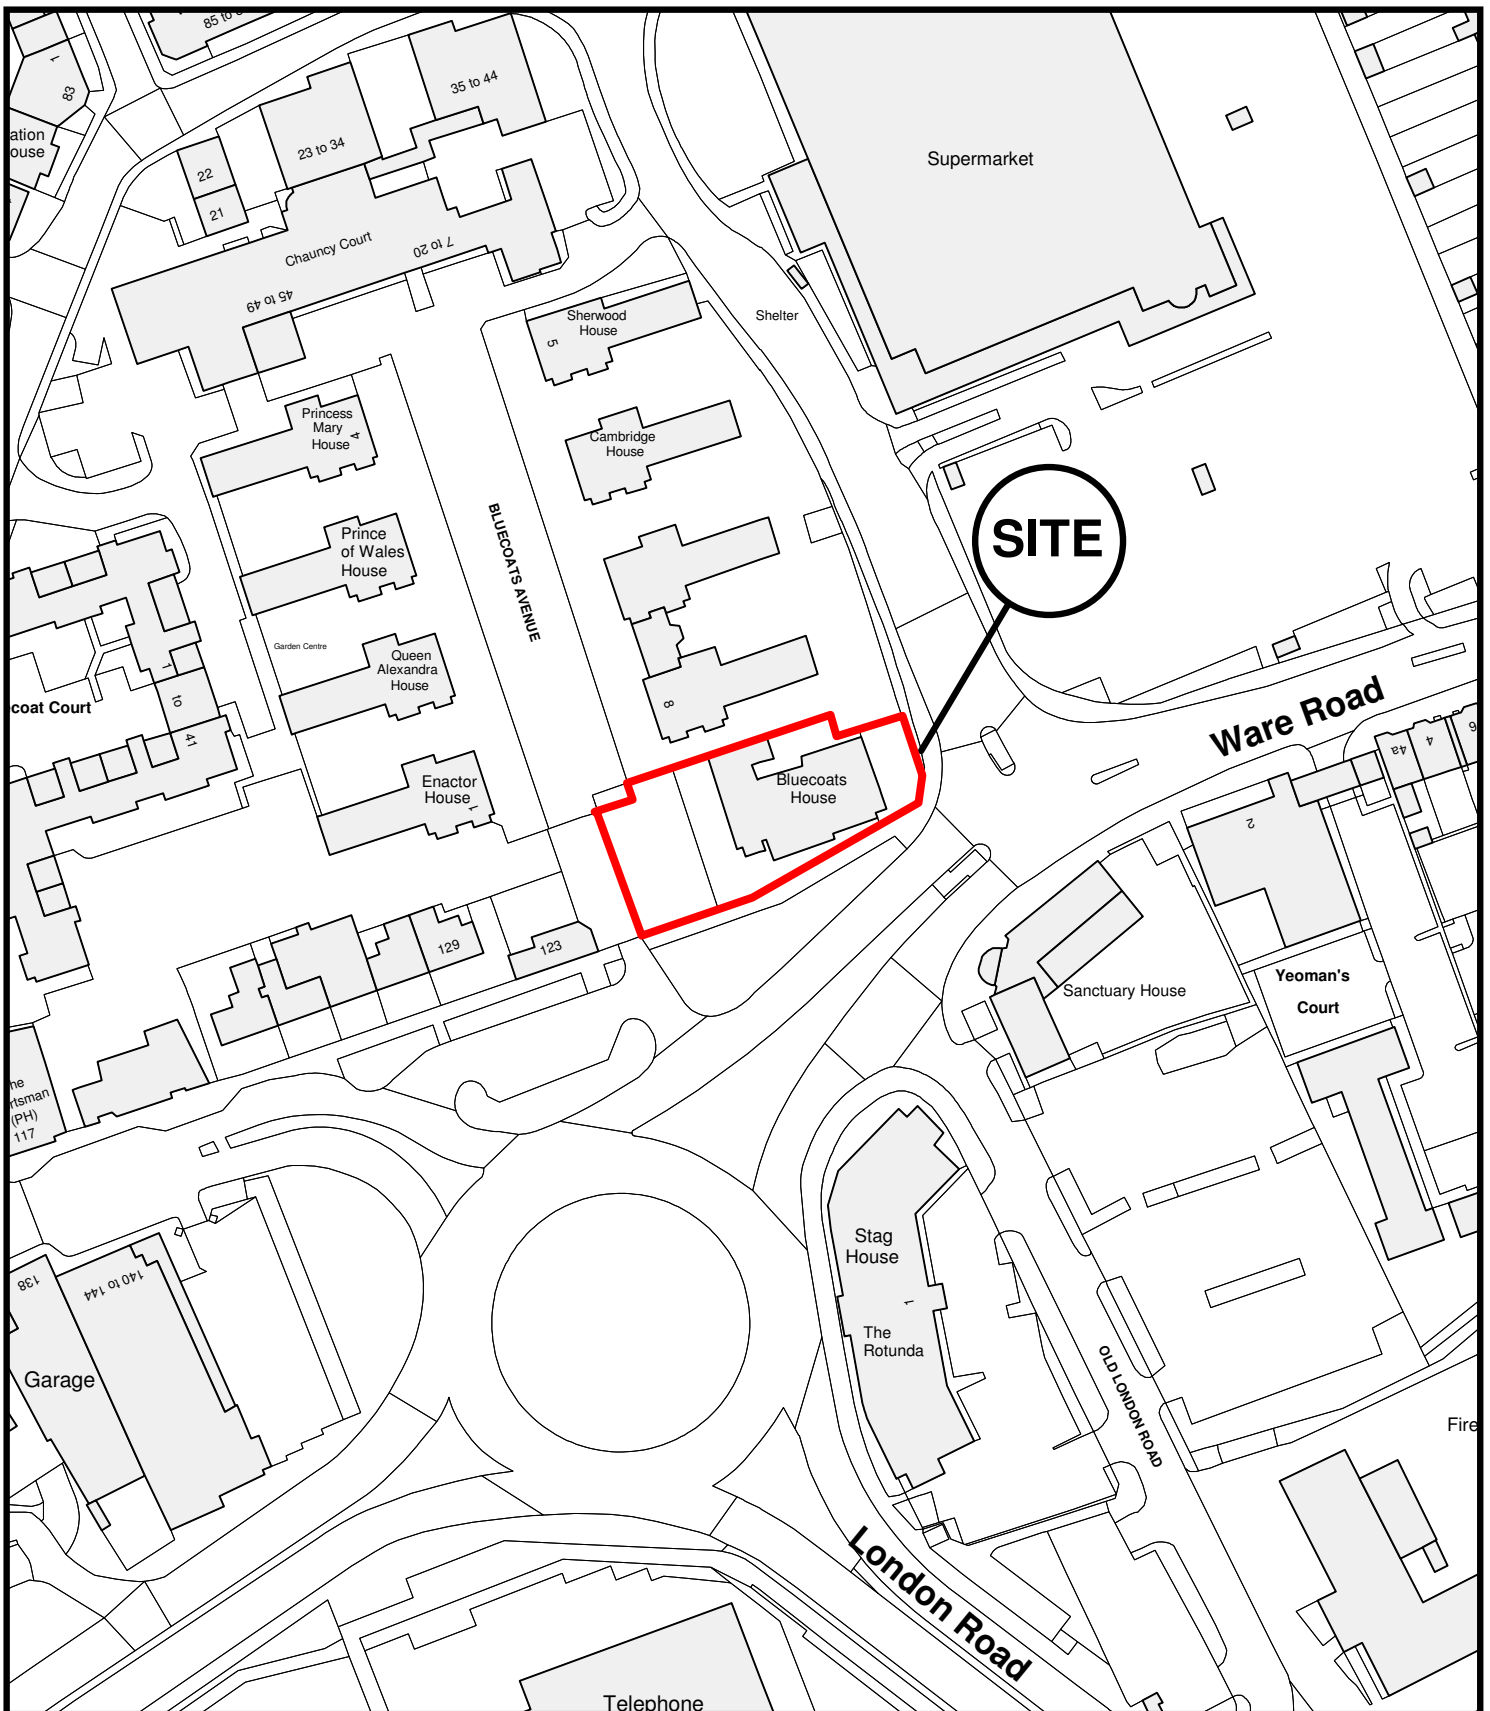 85 to
35 to 44
1
83
ation
ouse
23 to 34
22
21
Supermarket
Chauncy Court
7 to 20
45 to 49
Sherwood
House
5
Shelter
Princess
Mary
House
4
Cambridge
House
BLUECOATS AVENUE
SITE
Prince
of Wales
House
Garden Centre
Queen
Alexandra
House
1
to
41
coat Court
8
Ware Road
Enactor
House
1
Bluecoats
House
4a
4
6
2
129
123
Sanctuary House
Yeoman's
Court
he
rtsman
(PH)
117
Stag
House
1
The
Rotunda
138
140 to 144
Garage
OLD LONDON ROAD
Fire
London Road
Telephone